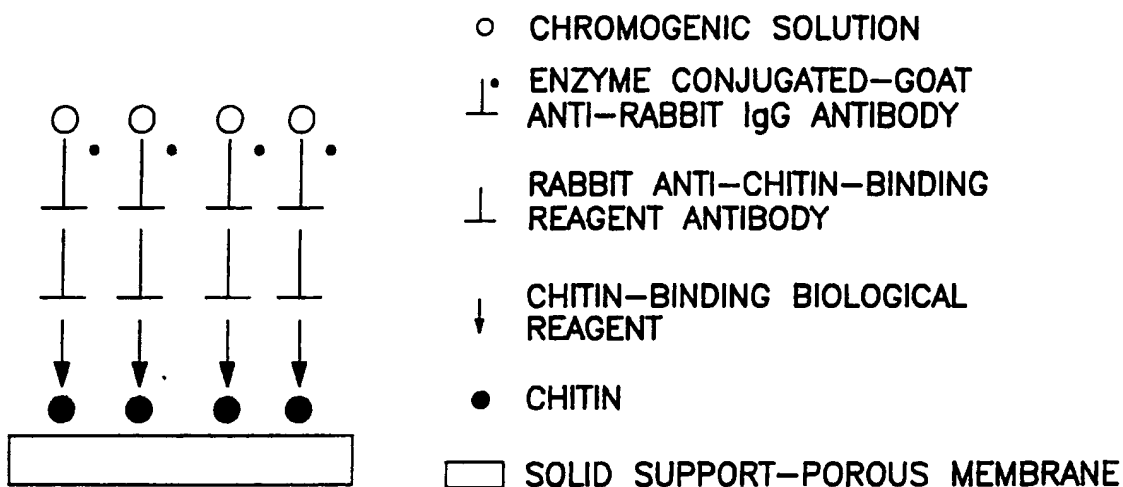 CHROMOGENIC SOLUTION
ENZYME CONJUGATED-GOAT
ANTI-RABBIT IgG ANTIBODY
RABBIT ANTI-CHITIN-BINDING
REAGENT ANTIBODY
CHITIN-BINDING BIOLOGICAL
REAGENT
CHITIN
SOLID SUPPORT-POROUS MEMBRANE